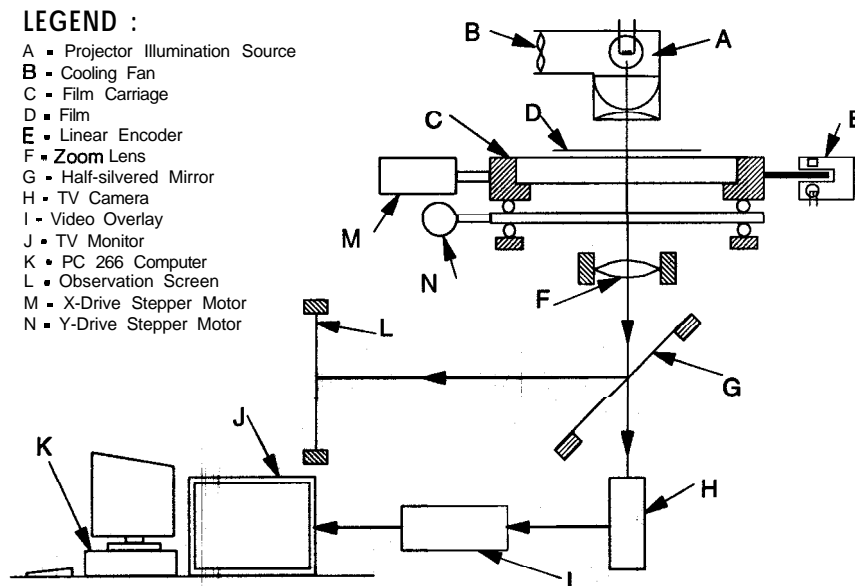 LEGEND :
A - Projector Illumination Source
B - Cooling Fan
C - Film Carriage
D - Film
E - Linear Encoder
F - Zoom Lens
G - Half-silvered Mirror
H - TV Camera
I - Video Overlay
J - TV Monitor
K - PC 266 Computer
L - Observation Screen
M - X-Drive Stepper Motor
N - Y-Drive Stepper Motor
B
A
C
D
E
M
N
F
L
G
J
K
H
I